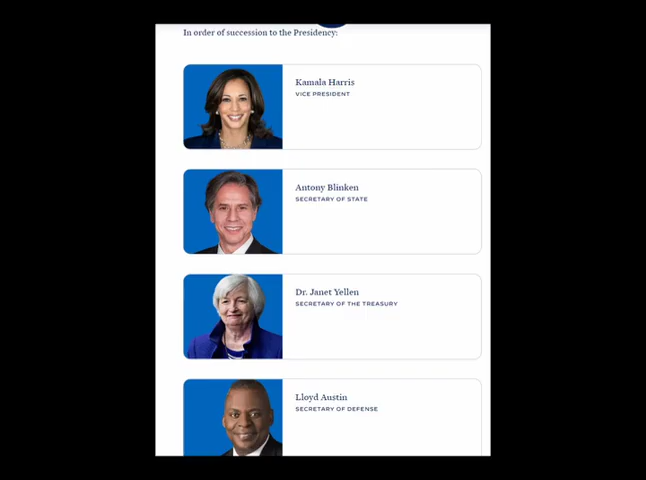 In order of succession to the Presidency:
Kamala Harris
VICE PRESIDENT
Antony Blinken
SECRETARY OF STATE
Dr. Janet Yellen
SECRETARY OF THE TREASURY
Lloyd Austin
SECRETARY OF DEFENSE